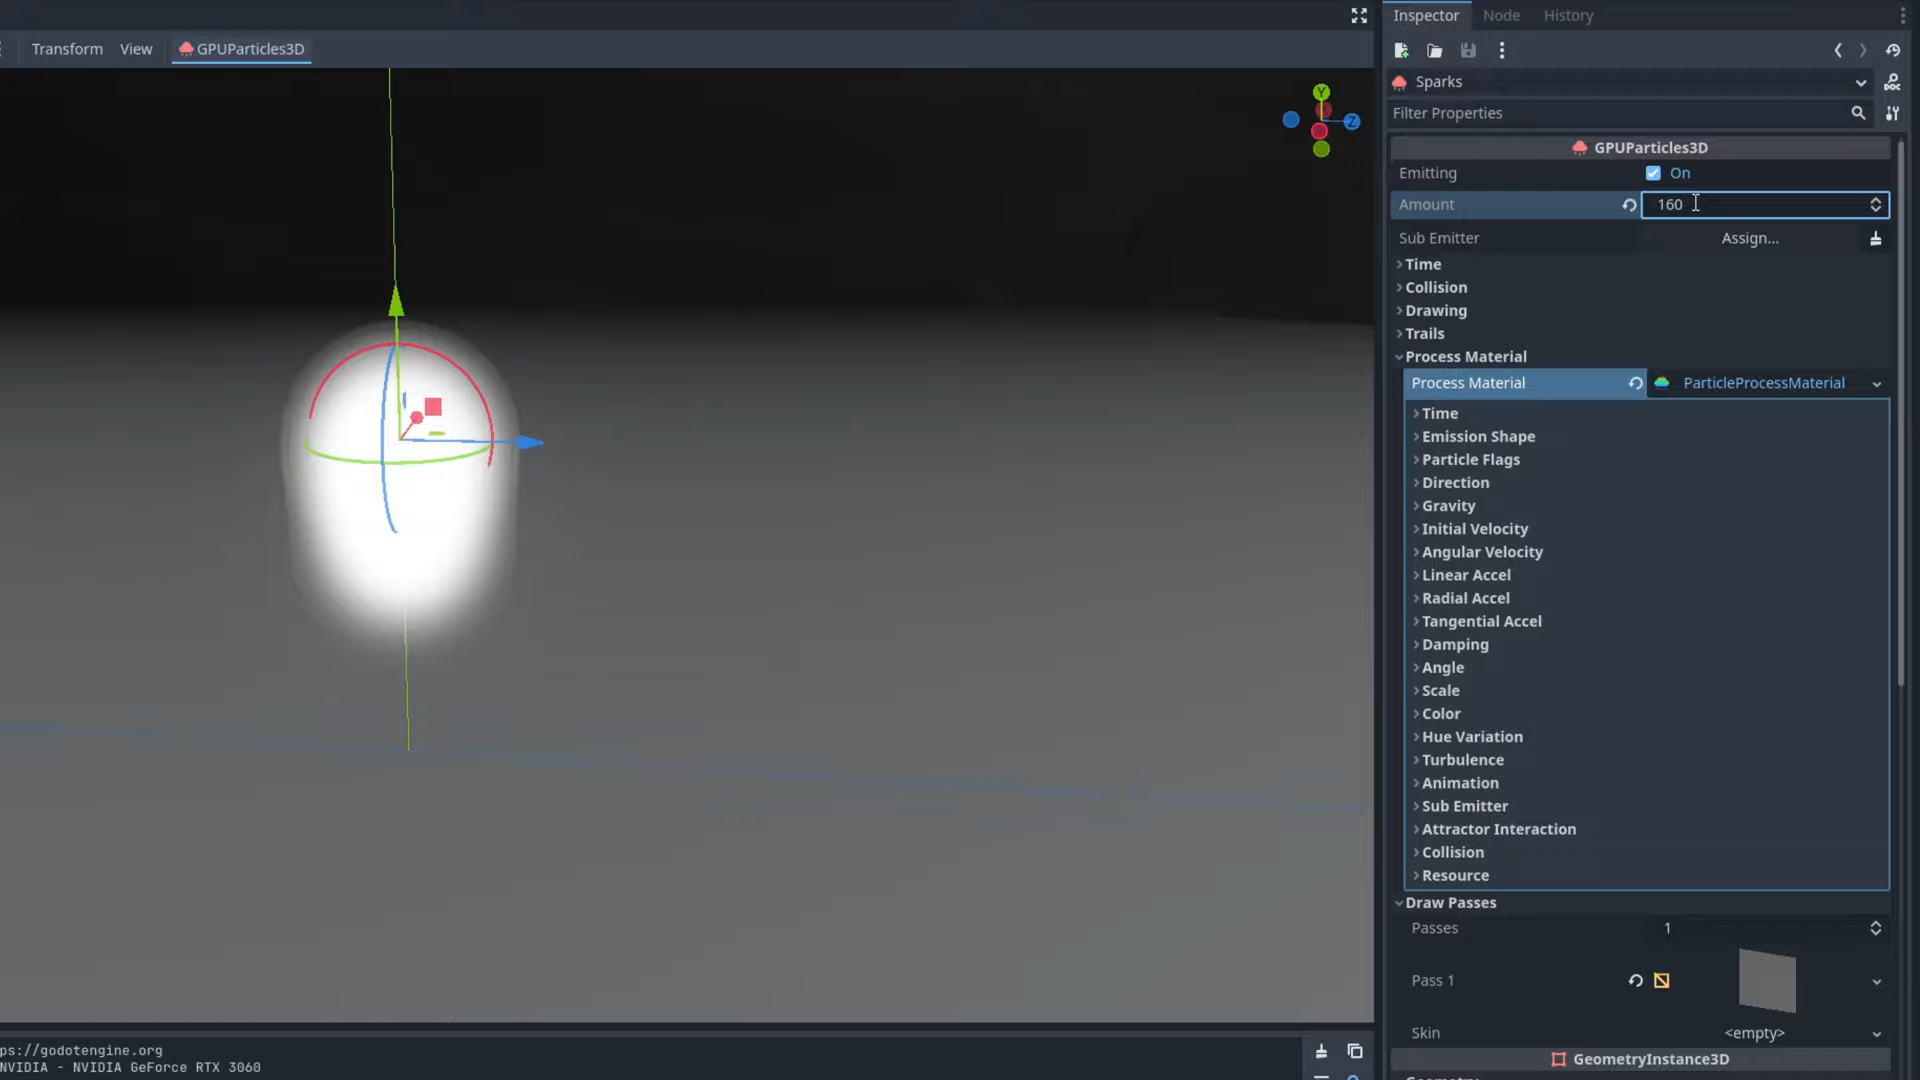 Inspector Node History
Transform View GPUParticles3D
Sparks
Filter Properties
GPUParticles3D
Emitting On
Amount 160
Sub Emitter Assign...
Time
Collision
Drawing
Trails
Process Material
Process Material ParticleProcessMaterial
Time
Emission Shape
Particle Flags
Direction
Gravity
Initial Velocity
Angular Velocity
Linear Accel
Radial Accel
Tangential Accel
Damping
Angle
Scale
Color
Hue Variation
Turbulence
Animation
Sub Emitter
Attractor Interaction
Collision
Resource
Draw Passes
Passes 1
Pass 1
Skin <empty>
GeometryInstance3D
Y
Z
ps://godotengine.org
NVIDIA - NVIDIA GeForce RTX 3060